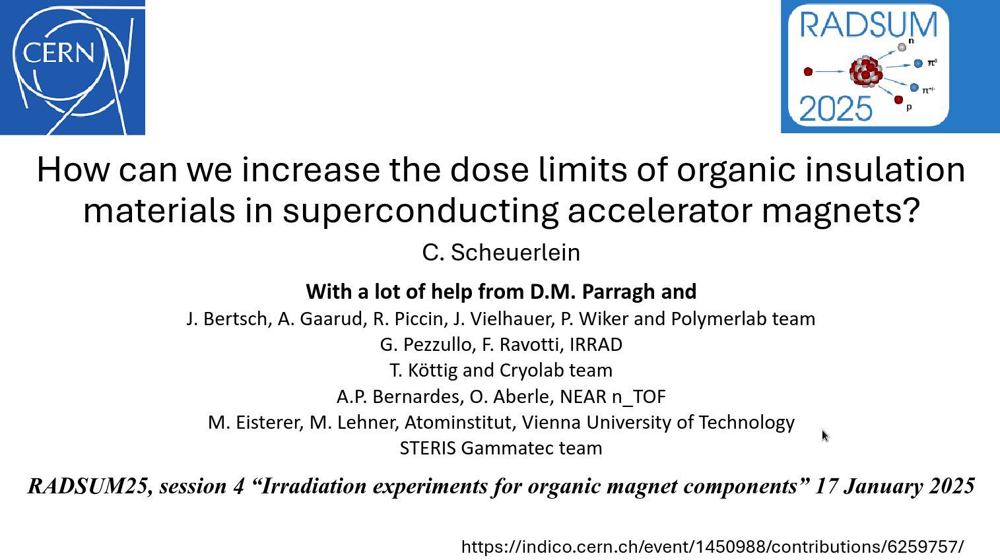 CERN
RADSUM
n
π⁰
π⁺/⁻
p
2025
How can we increase the dose limits of organic insulation
materials in superconducting accelerator magnets?
C. Scheuerlein
With a lot of help from D.M. Parragh and
J. Bertsch, A. Gaarud, R. Piccin, J. Vielhauer, P. Wiker and Polymerlab team
G. Pezzullo, F. Ravotti, IRRAD
T. Köttig and Cryolab team
A.P. Bernardes, O. Aberle, NEAR n_TOF
M. Eisterer, M. Lehner, Atominstitut, Vienna University of Technology
STERIS Gammatec team
RADSUM25, session 4 “Irradiation experiments for organic magnet components” 17 January 2025
https://indico.cern.ch/event/1450988/contributions/6259757/